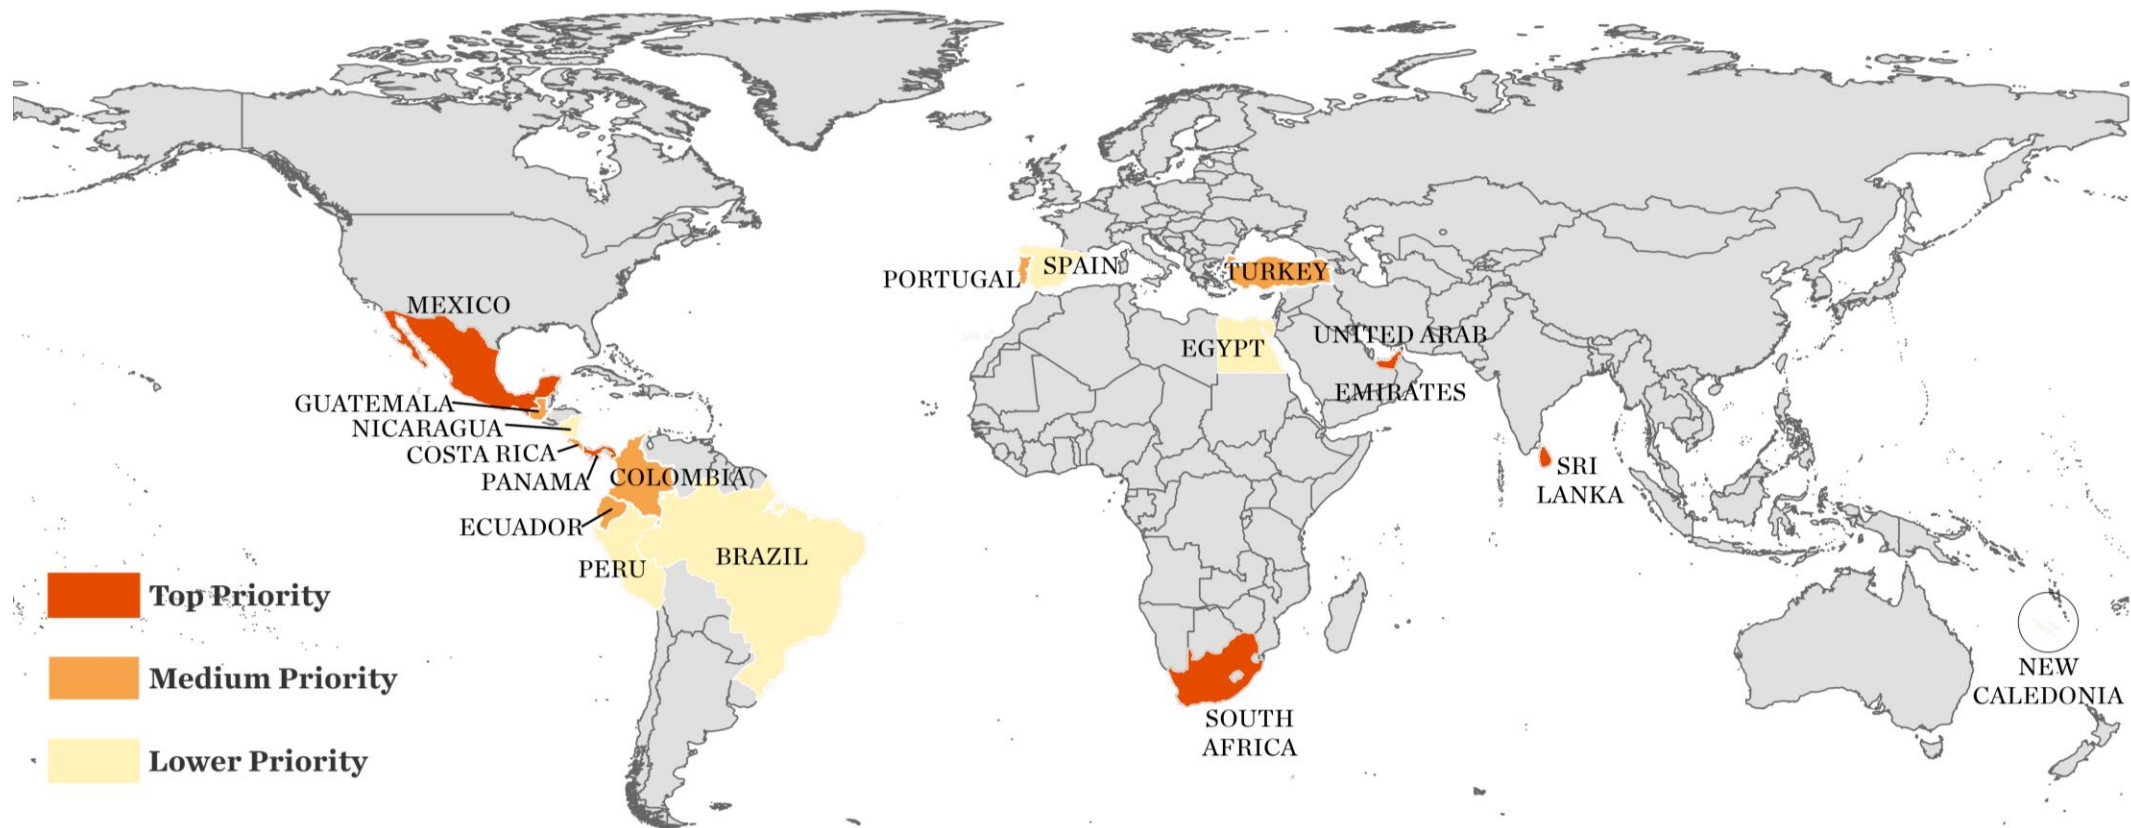 MEXICO
GUATEMALA
NICARAGUA
COSTA RICA
PANAMA
COLOMBIA
ECUADOR
PERU
BRAZIL
PORTUGAL
SPAIN
TURKEY
EGYPT
UNITED ARAB
EMIRATES
SRI
LANKA
SOUTH
AFRICA
NEW
CALEDONIA
Top Priority
Medium Priority
Lower Priority